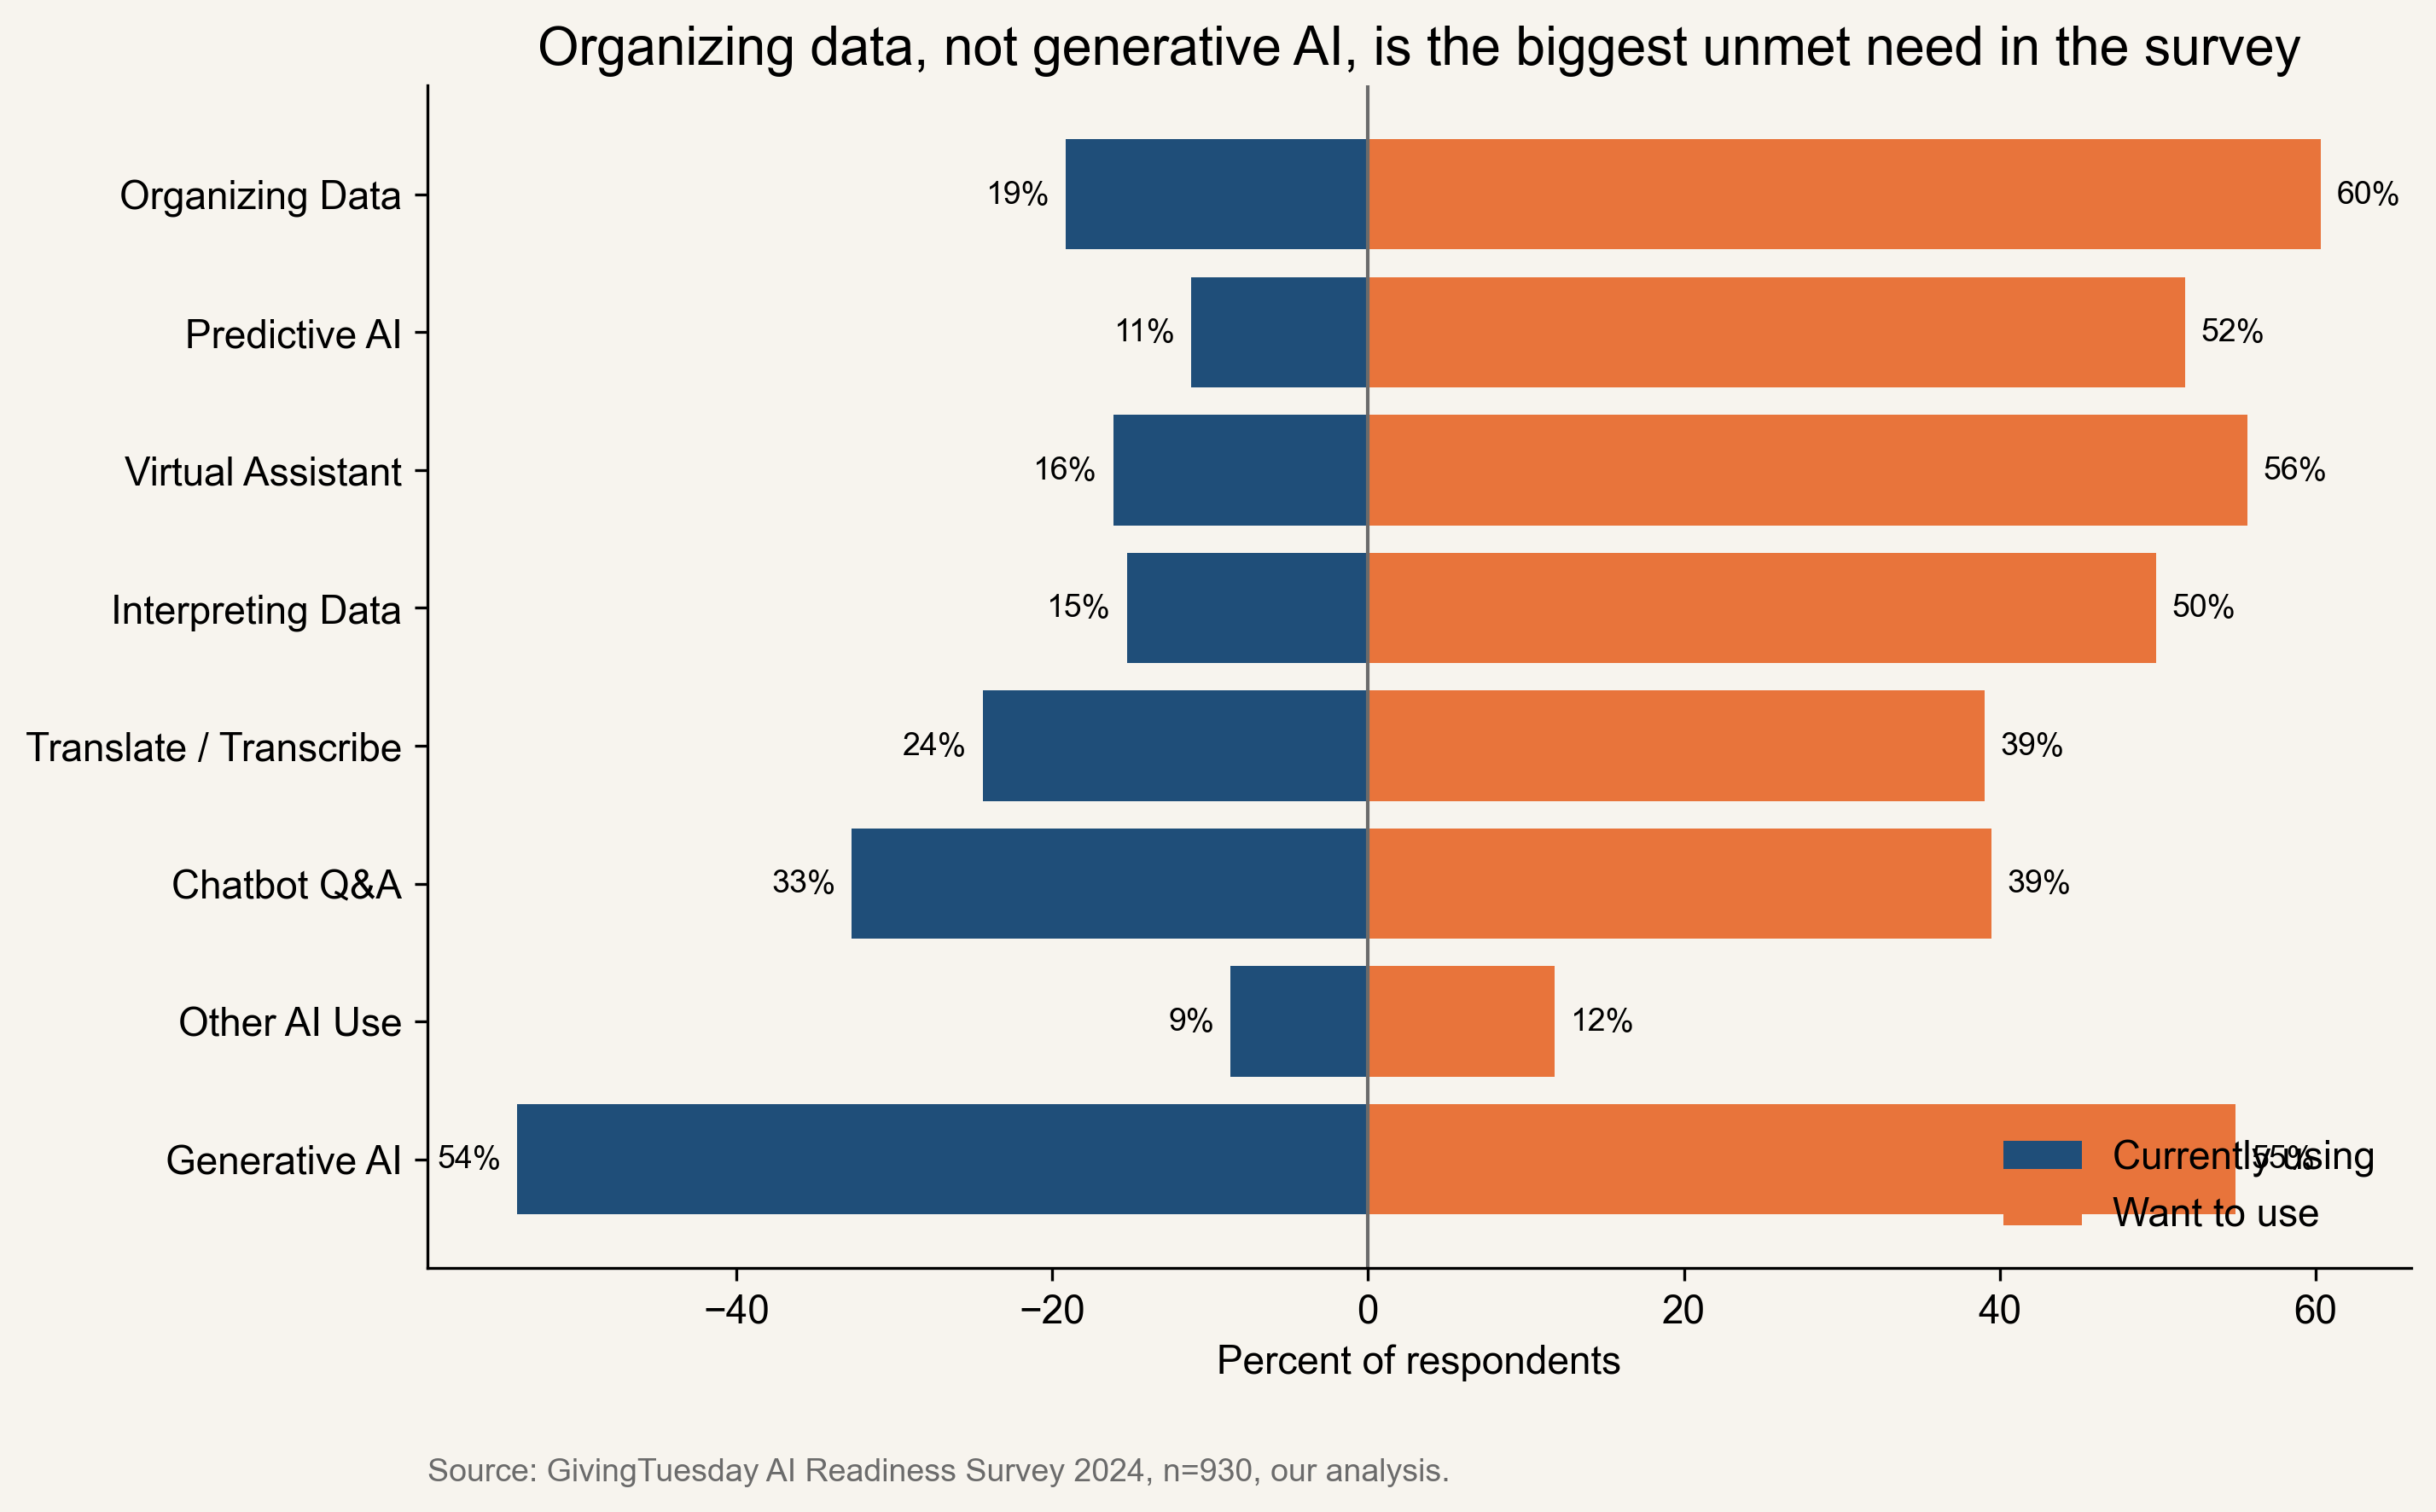 Organizing data, not generative AI, is the biggest unmet need in the survey
Organizing Data 19% 60%
Predictive AI 11% 52%
Virtual Assistant 16% 56%
Interpreting Data 15% 50%
Translate / Transcribe 24% 39%
Chatbot Q&A 33% 39%
Other AI Use 9% 12%
Generative AI 54% 55%
Currently using
Want to use
−40 −20 0 20 40 60
Percent of respondents
Source: GivingTuesday AI Readiness Survey 2024, n=930, our analysis.